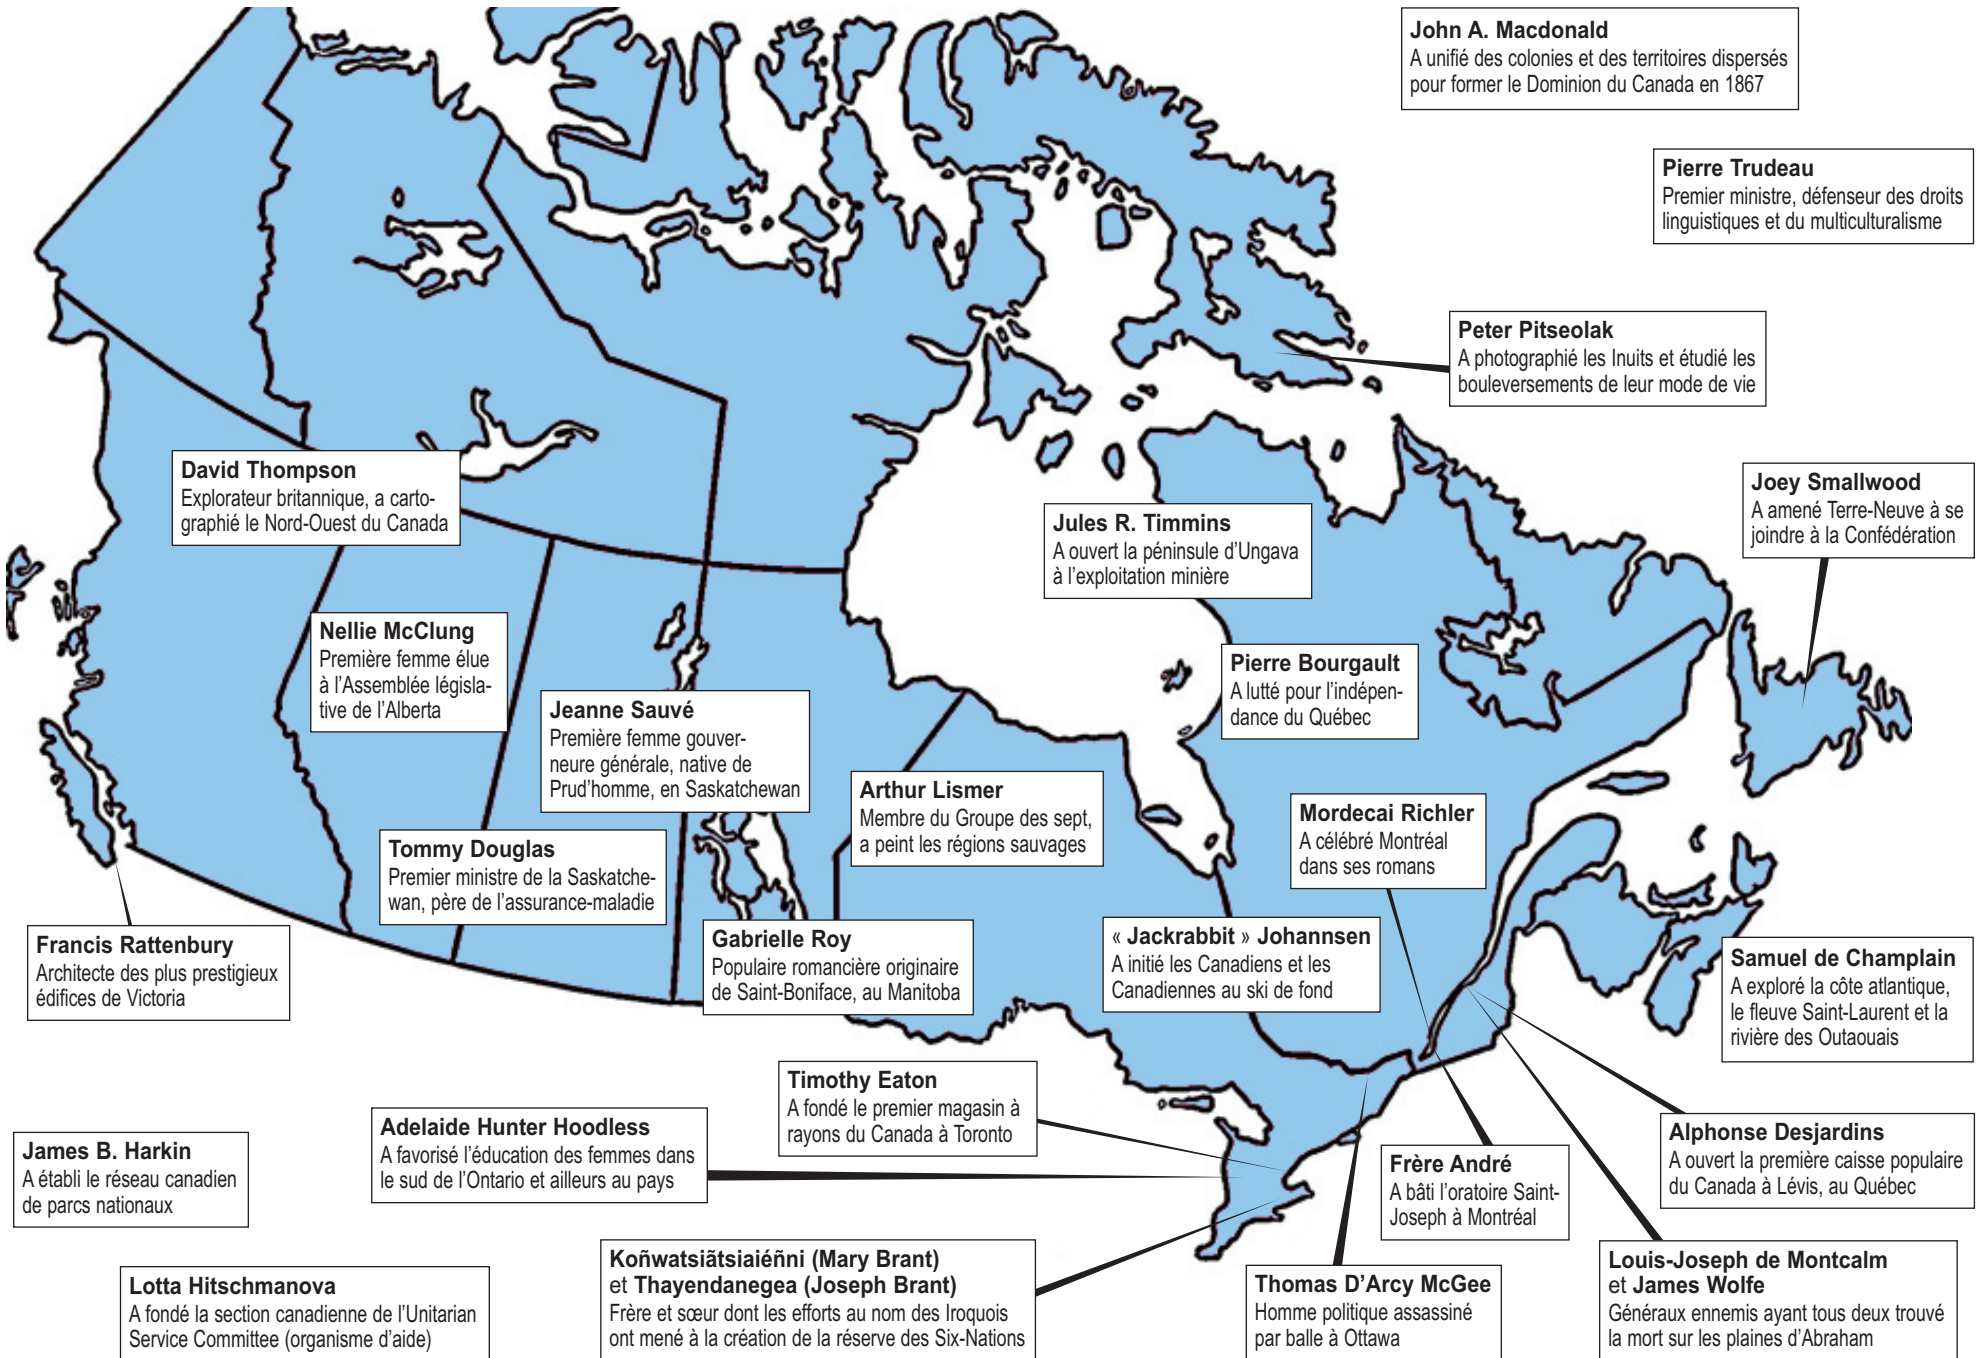 John A. Macdonald
A unifié des colonies et des territoires dispersés
pour former le Dominion du Canada en 1867
Pierre Trudeau
Premier ministre, défenseur des droits
linguistiques et du multiculturalisme
Peter Pitseolak
A photographié les Inuits et étudié les
bouleversements de leur mode de vie
David Thompson
Explorateur britannique, a carto-
graphié le Nord-Ouest du Canada
Joey Smallwood
A amené Terre-Neuve à se
joindre à la Confédération
Jules R. Timmins
A ouvert la péninsule d’Ungava
à l’exploitation minière
Nellie McClung
Première femme élue
à l’Assemblée législa-
tive de l’Alberta
Pierre Bourgault
A lutté pour l’indépen-
dance du Québec
Jeanne Sauvé
Première femme gouver-
neure générale, native de
Prud’homme, en Saskatchewan
Arthur Lismer
Membre du Groupe des sept,
a peint les régions sauvages
Mordecai Richler
A célébré Montréal
dans ses romans
Tommy Douglas
Premier ministre de la Saskatche-
wan, père de l’assurance-maladie
Francis Rattenbury
Architecte des plus prestigieux
édifices de Victoria
Gabrielle Roy
Populaire romancière originaire
de Saint-Boniface, au Manitoba
« Jackrabbit » Johannsen
A initié les Canadiens et les
Canadiennes au ski de fond
Samuel de Champlain
A exploré la côte atlantique,
le fleuve Saint-Laurent et la
rivière des Outaouais
Timothy Eaton
A fondé le premier magasin à
rayons du Canada à Toronto
Adelaide Hunter Hoodless
A favorisé l’éducation des femmes dans
le sud de l’Ontario et ailleurs au pays
James B. Harkin
A établi le réseau canadien
de parcs nationaux
Frère André
A bâti l’oratoire Saint-
Joseph à Montréal
Alphonse Desjardins
A ouvert la première caisse populaire
du Canada à Lévis, au Québec
Lotta Hitschmanova
A fondé la section canadienne de l’Unitarian
Service Committee (organisme d’aide)
Koñwatsiãtsiaiéñni (Mary Brant)
et Thayendanegea (Joseph Brant)
Frère et sœur dont les efforts au nom des Iroquois
ont mené à la création de la réserve des Six-Nations
Thomas D’Arcy McGee
Homme politique assassiné
par balle à Ottawa
Louis-Joseph de Montcalm
et James Wolfe
Généraux ennemis ayant tous deux trouvé
la mort sur les plaines d’Abraham